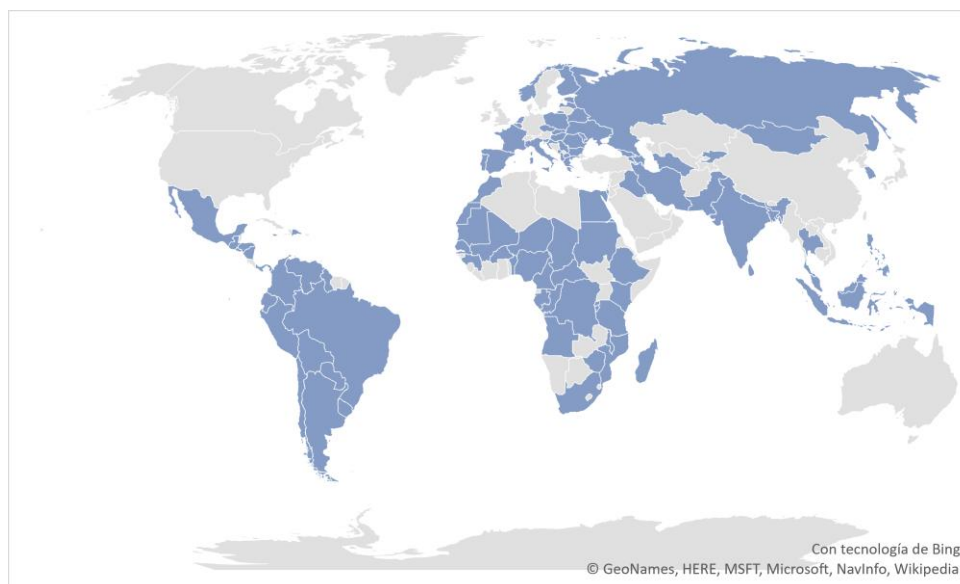 Con tecnología de Bing
© GeoNames, HERE, MSFT, Microsoft, NavInfo, Wikipedia